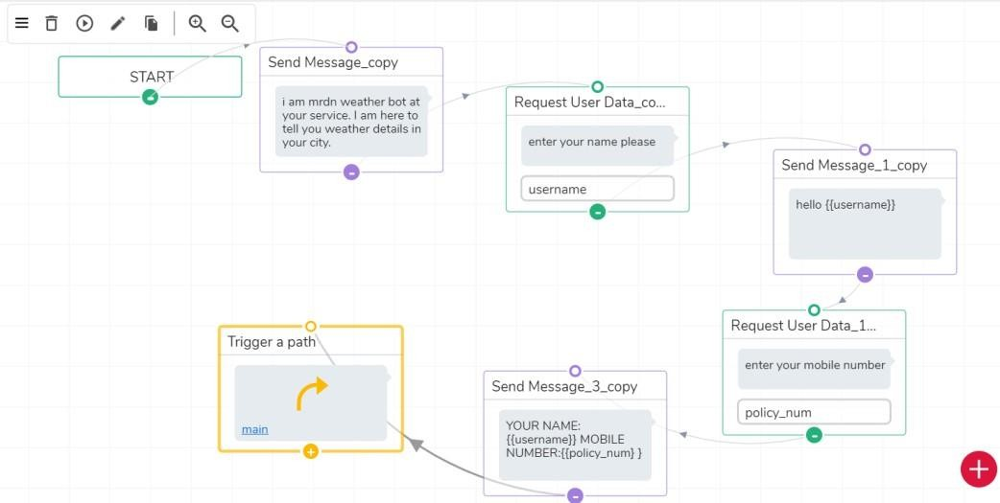 START
Send Message_copy
i am mrdn weather bot at
your service. I am here to
tell you weather details in
your city.
Request User Data_co...
enter your name please
username
Send Message_1_copy
hello {{username}}
Request User Data_1...
enter your mobile number
policy_num
Send Message_3_copy
YOUR NAME:
{{username}} MOBILE
NUMBER:{{policy_num} }
Trigger a path
main